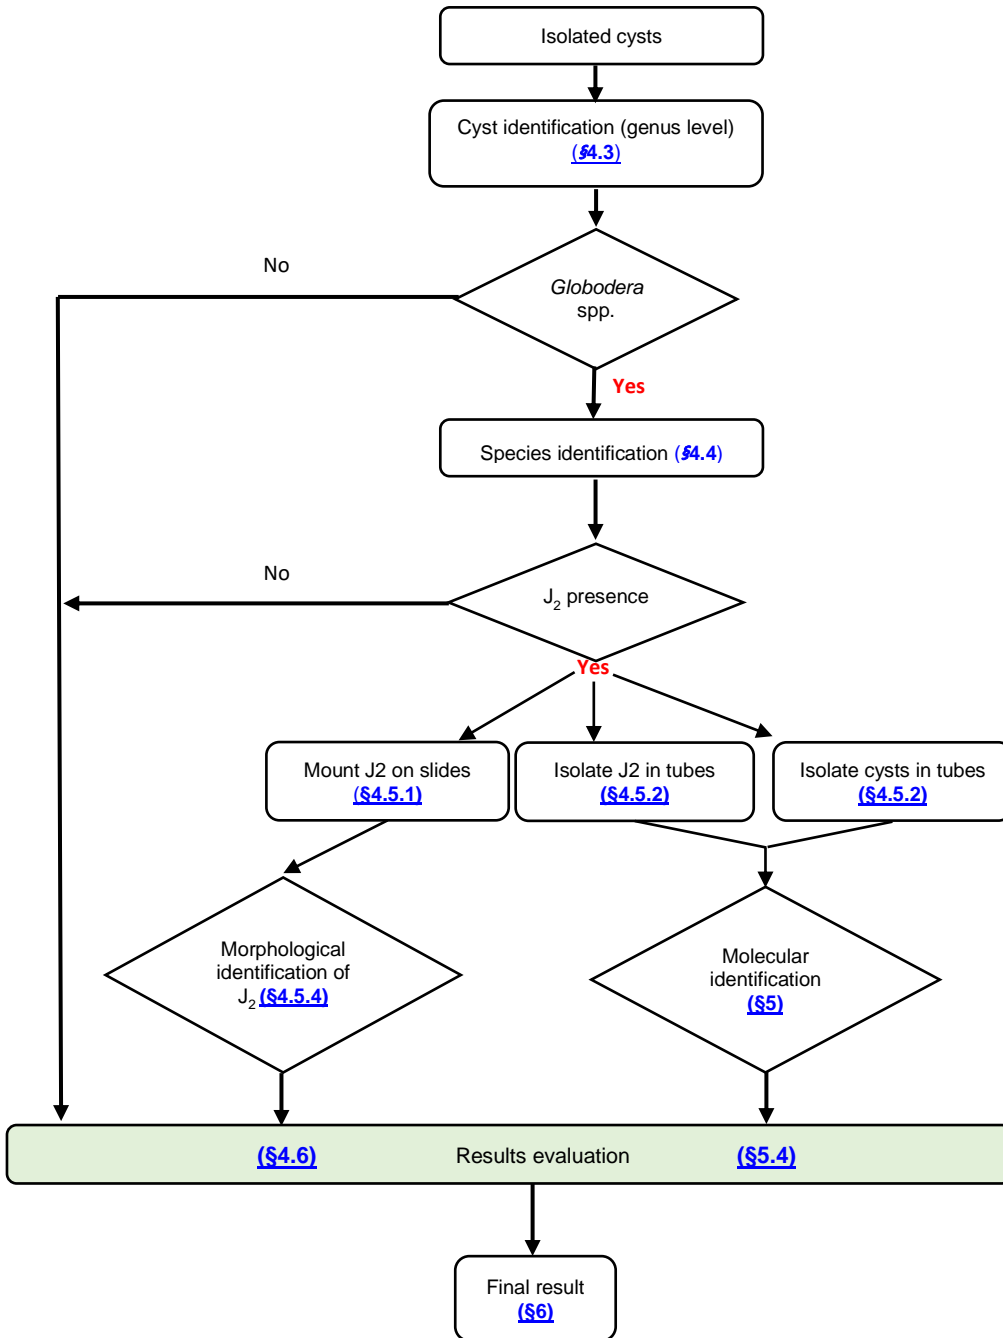 Isolated cysts
Cyst identification (genus level)
(§4.3)
No
Globodera
spp.
Yes
Species identification (§4.4)
No
J2 presence
Yes
Mount J2 on slides
(§4.5.1)
Isolate J2 in tubes
(§4.5.2)
Isolate cysts in tubes
(§4.5.2)
Morphological
identification of
J2 (§4.5.4)
Molecular
identification
(§5)
(§4.6) Results evaluation (§5.4)
Final result
(§6)